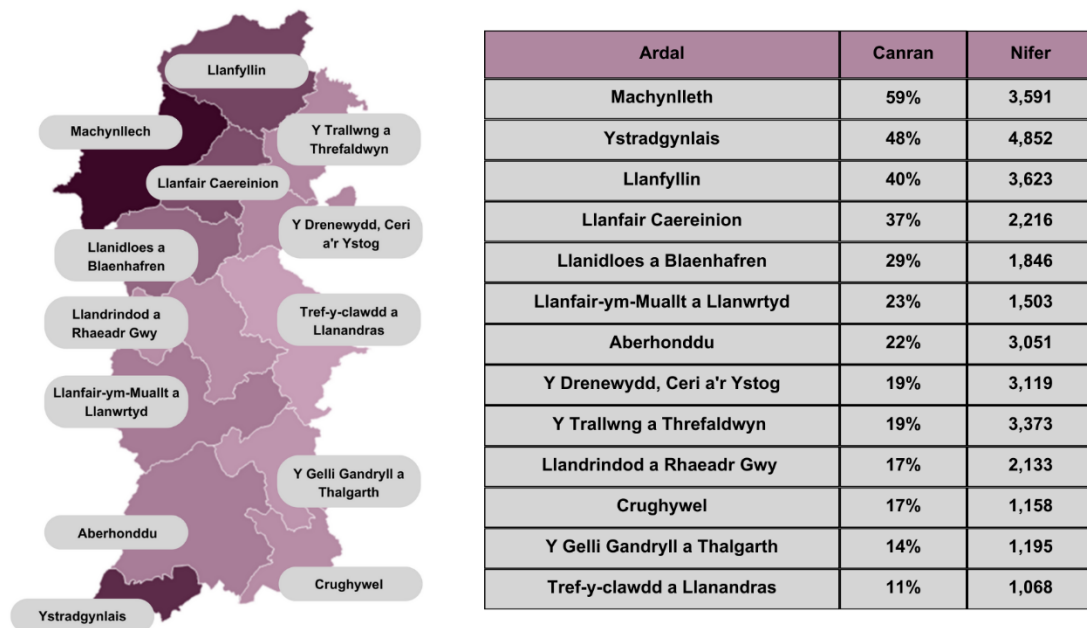 Llanfyllin
Machynllech
Y Trallwng a
Threfaldwyn
Llanfair Caereinion
Y Drenewydd, Ceri
a'r Ystog
Llanidloes a
Blaenhafren
Llandrindod a
Rhaeadr Gwy
Tref-y-clawdd a
Llanandras
Llanfair-ym-Muallt a
Llanwrtyd
Y Gelli Gandryll a
Thalgarth
Aberhonddu
Crughywel
Ystradgynlais
Ardal Canran Nifer
Machynlleth 59% 3,591
Ystradgynlais 48% 4,852
Llanfyllin 40% 3,623
Llanfair Caereinion 37% 2,216
Llanidloes a Blaenhafren 29% 1,846
Llanfair-ym-Muallt a Llanwrtyd 23% 1,503
Aberhonddu 22% 3,051
Y Drenewydd, Ceri a'r Ystog 19% 3,119
Y Trallwng a Threfaldwyn 19% 3,373
Llandrindod a Rhaeadr Gwy 17% 2,133
Crughywel 17% 1,158
Y Gelli Gandryll a Thalgarth 14% 1,195
Tref-y-clawdd a Llanandras 11% 1,068